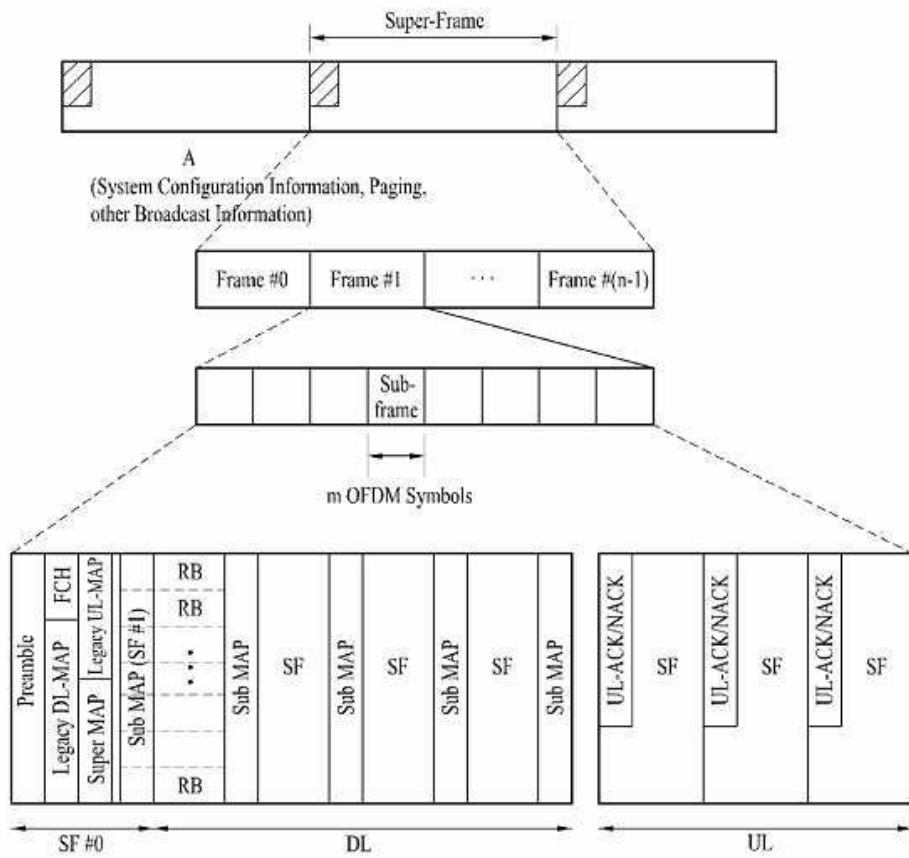 Super-Frame
A
(System Configuration Information, Paging,
other Broadcast Information)
Frame #0
Frame #1
. . .
Frame #(n-1)
Sub-
frame
m OFDM Symbols
Preamble
FCH
Legacy DL-MAP
Legacy UL-MAP
Super MAP
Sub MAP (SF #1)
RB
RB
RB
Sub MAP
SF
Sub MAP
SF
Sub MAP
SF
Sub MAP
UL-ACK/NACK
SF
UL-ACK/NACK
SF
UL-ACK/NACK
SF
SF #0
DL
UL